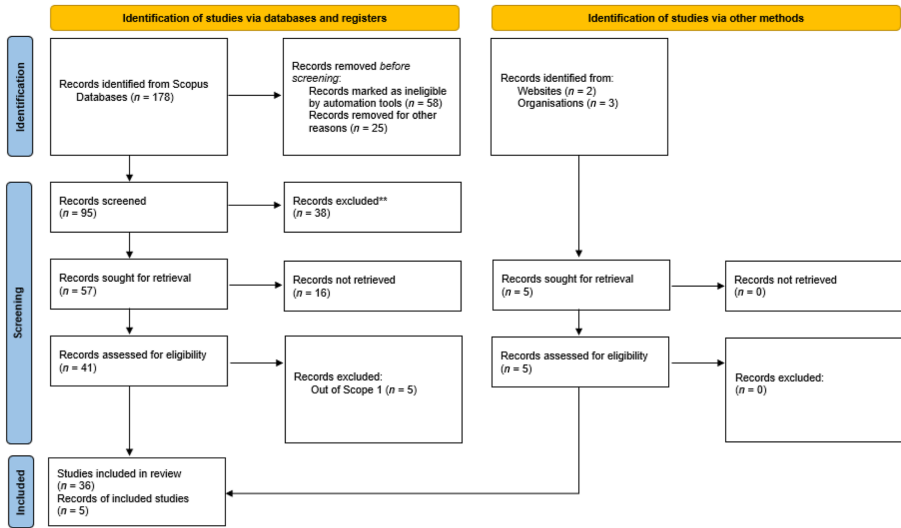 Identification of studies via databases and registers
Identification of studies via other methods
Identification
Records identified from Scopus
Databases (n = 178)
Records removed before
screening:
Records marked as ineligible
by automation tools (n = 58)
Records removed for other
reasons (n = 25)
Records identified from:
Websites (n = 2)
Organisations (n = 3)
Screening
Records screened
(n = 95)
Records excluded**
(n = 38)
Records sought for retrieval
(n = 57)
Records not retrieved
(n = 16)
Records sought for retrieval
(n = 5)
Records not retrieved
(n = 0)
Records assessed for eligibility
(n = 41)
Records excluded:
Out of Scope 1 (n = 5)
Records assessed for eligibility
(n = 5)
Records excluded:
(n = 0)
Included
Studies included in review
(n = 36)
Records of included studies
(n = 5)